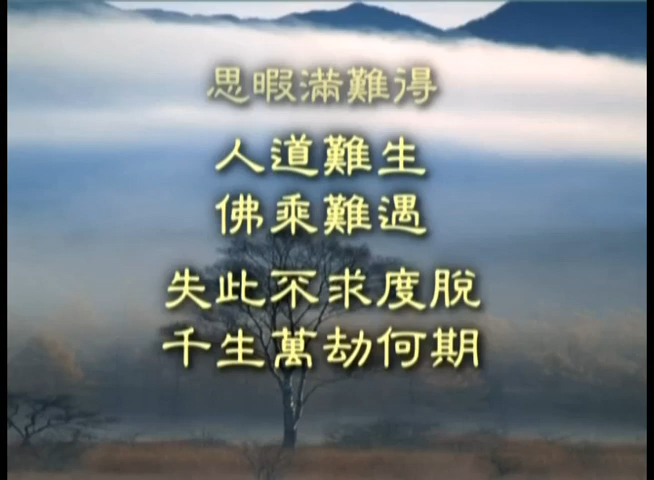 思暇滿難得
人道難生
佛乘難遇
失此不求度脫
千生萬劫何期